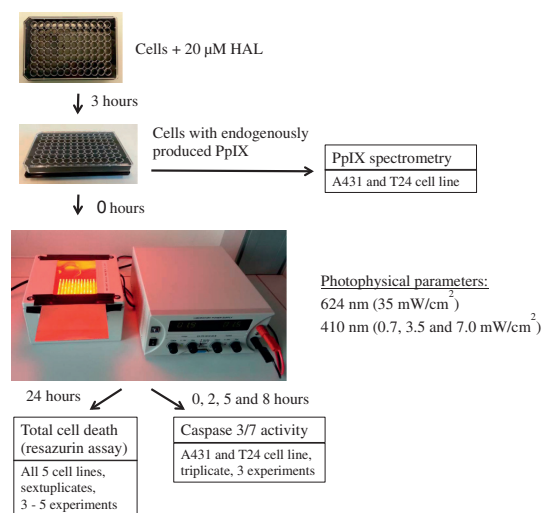 Cells + 20 µM HAL
3 hours
Cells with endogenously
produced PpIX
PpIX spectrometry
A431 and T24 cell line
0 hours
Photophysical parameters:
624 nm (35 mW/cm²)
410 nm (0.7, 3.5 and 7.0 mW/cm²)
24 hours
0, 2, 5 and 8 hours
Total cell death
(resazurin assay)
All 5 cell lines,
sextuplicates,
3 - 5 experiments
Caspase 3/7 activity
A431 and T24 cell line,
triplicate, 3 experiments